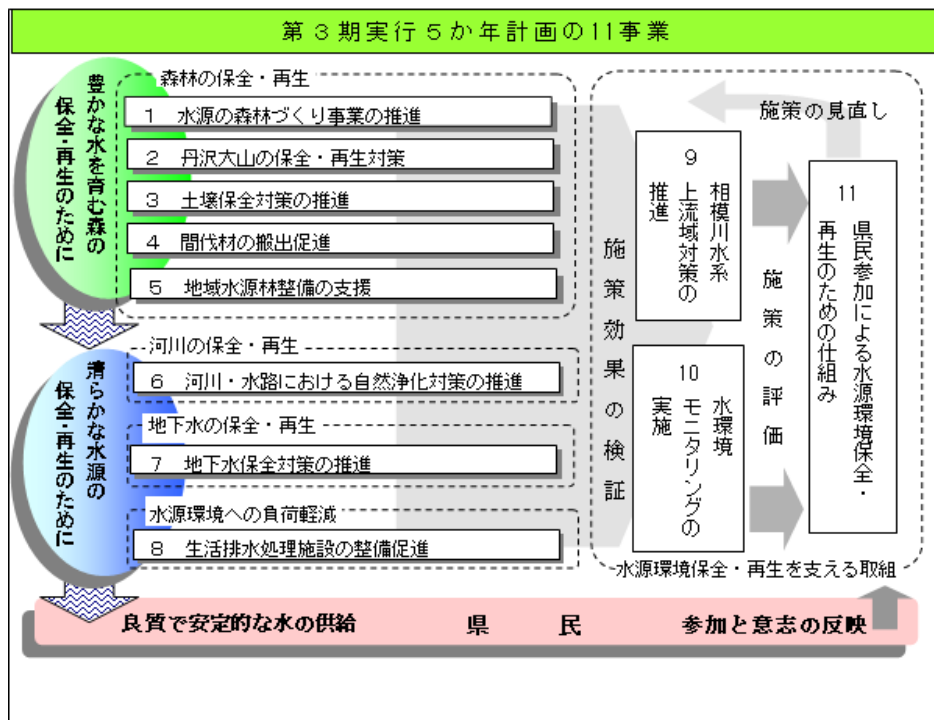 第3期実行5か年計画の11事業
豊かな水を育む森の
保全・再生のために
森林の保全・再生
1 水源の森林づくり事業の推進
2 丹沢大山の保全・再生対策
3 土壌保全対策の推進
4 間伐材の搬出促進
5 地域水源林整備の支援
清らかな水源の
保全・再生のために
河川の保全・再生
6 河川・水路における自然浄化対策の推進
地下水の保全・再生
7 地下水保全対策の推進
水源環境への負荷軽減
8 生活排水処理施設の整備促進
施策効果の検証
9 相模川水系
上流域対策の
推進
10 水環境
モニタリングの
実施
施策の評価
施策の見直し
11 県民参加による水源環境保全・
再生のための仕組み
水源環境保全・再生を支える取組
良質で安定的な水の供給 県 民 参加と意志の反映